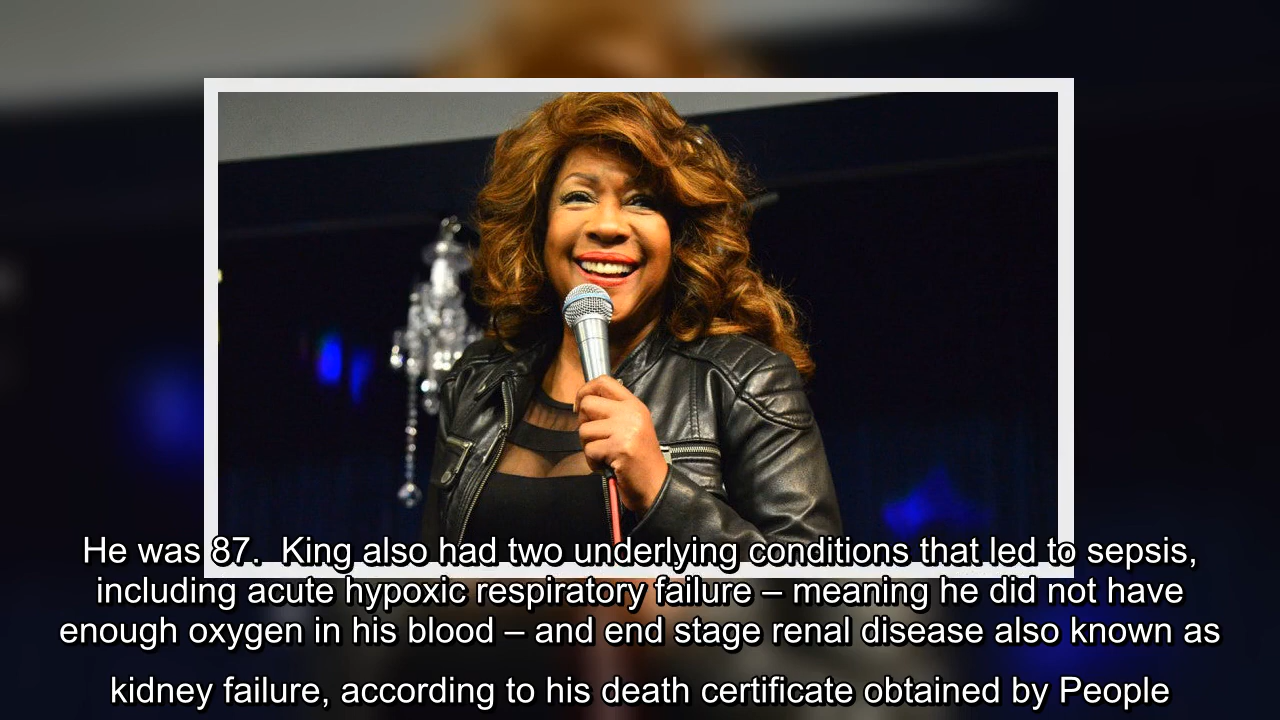 He was 87.  King also had two underlying conditions that led to sepsis,
including acute hypoxic respiratory failure – meaning he did not have
enough oxygen in his blood – and end stage renal disease also known as
kidney failure, according to his death certificate obtained by People